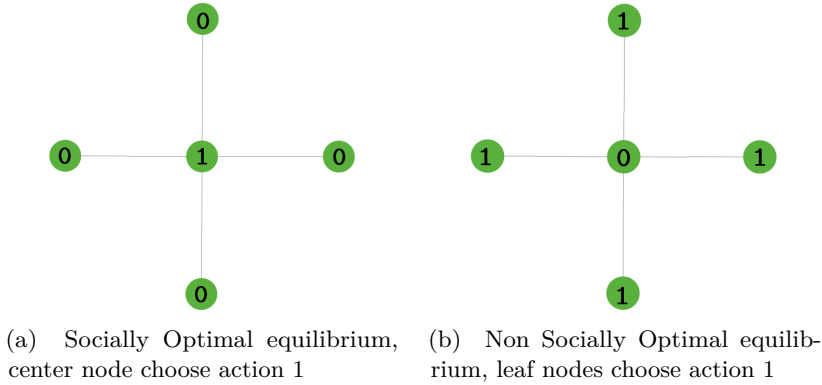 0
0 1 0
0
(a) Socially Optimal equilibrium,
center node choose action 1
1
1 0 1
1
(b) Non Socially Optimal equilib-
rium, leaf nodes choose action 1